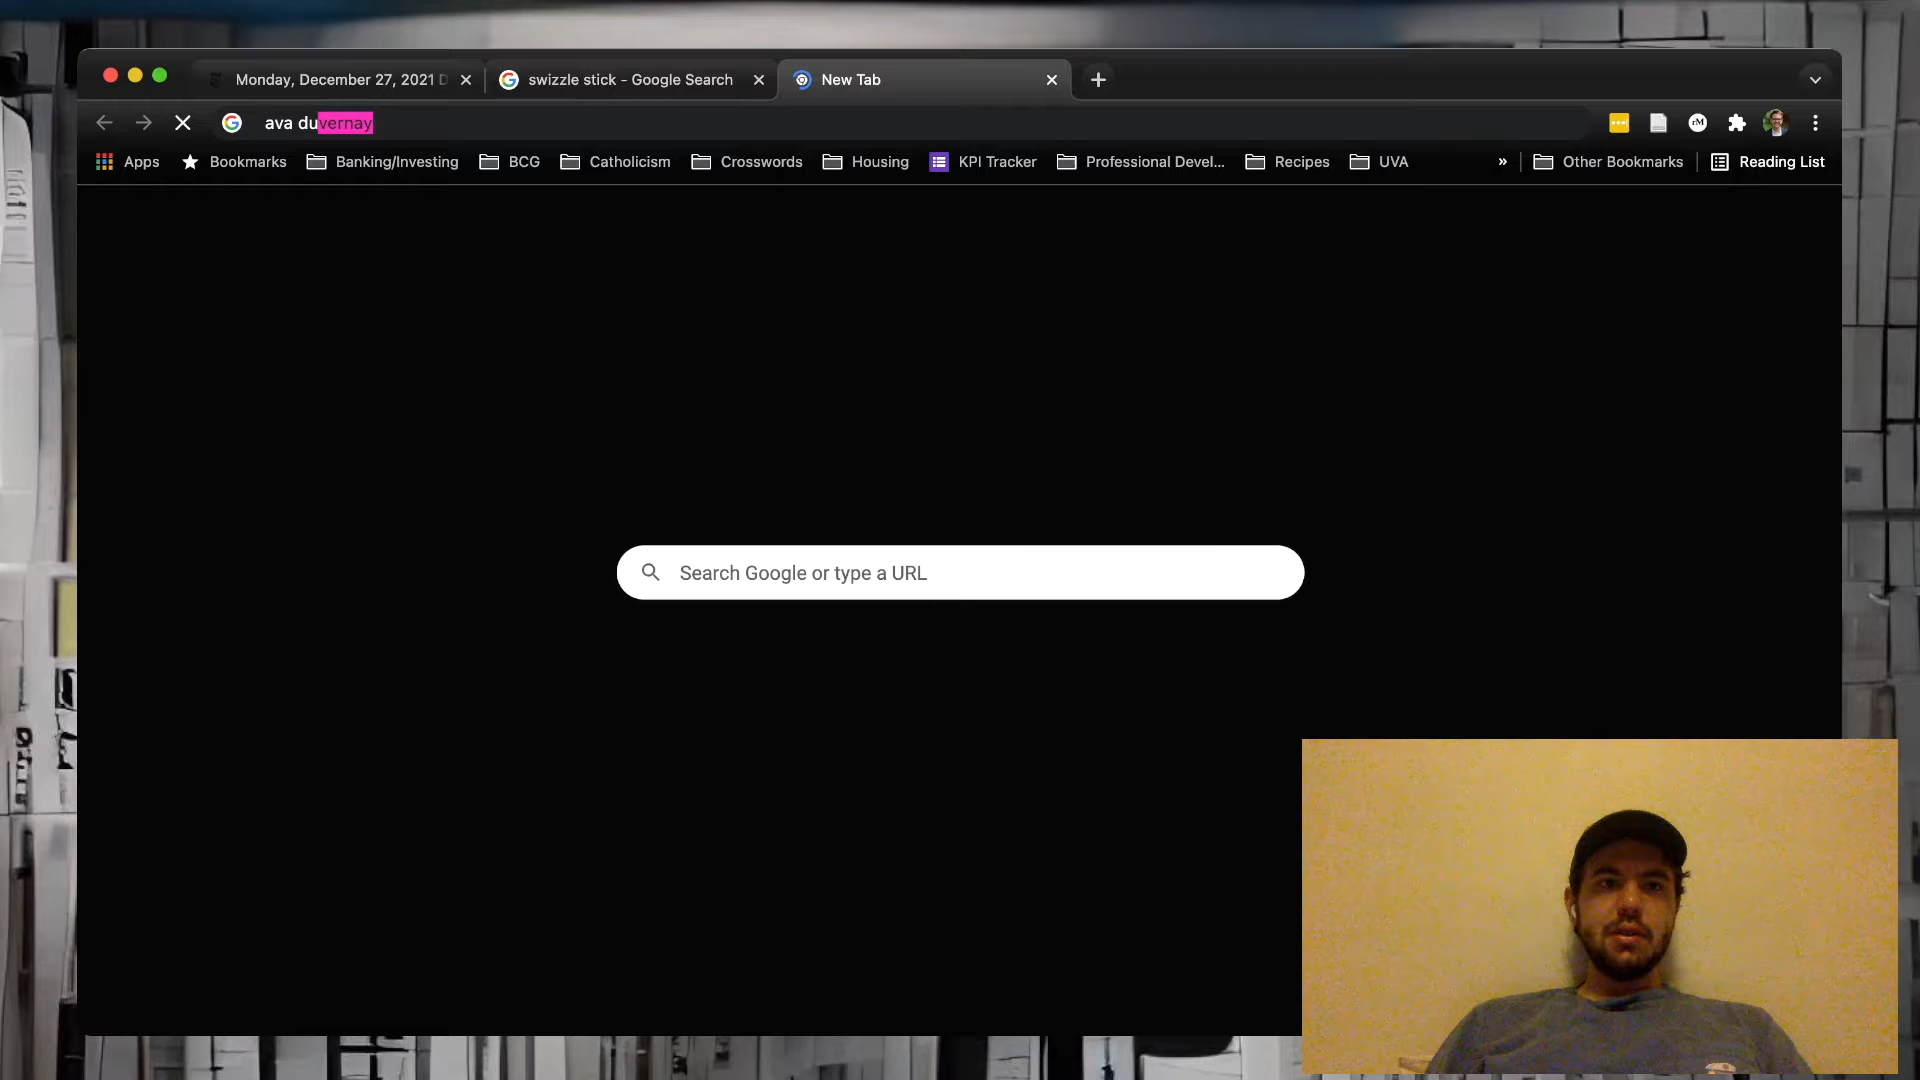 Monday, December 27, 2021 D
swizzle stick - Google Search
New Tab
ava duvernay
Apps
Bookmarks
Banking/Investing
BCG
Catholicism
Crosswords
Housing
KPI Tracker
Professional Devel...
Recipes
UVA
»
Other Bookmarks
Reading List
Search Google or type a URL